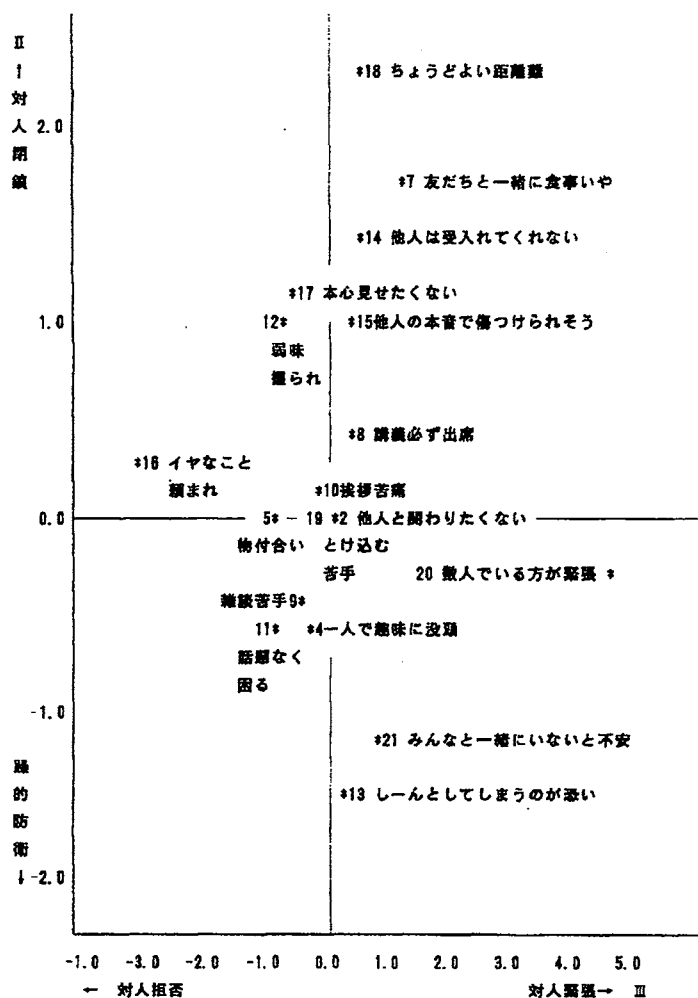 Ⅱ
↑
対
人
閉
鎖
2.0
1.0
0.0
-1.0
躁
的
防
衛
↓-2.0
*18 ちょうどよい距離難
*7 友だちと一緒に食事いや
*14 他人は受入れてくれない
*17 本心見せたくない
12*
*15他人の本音で傷つけられそう
弱味
握られ
*8 講義必ず出席
*16 イヤなこと
頼まれ
*10挨拶苦痛
5* - 19 *2 他人と関わりたくない
付合い とけ込む
苦手 20 数人でいる方が緊張 *
雑談苦手9*
11* *4一人で趣味に没頭
話題なく
困る
*21 みんなと一緒にいないと不安
*13 しーんとしてしまうのが恐い
-1.0 -3.0 -2.0 -1.0 0.0 1.0 2.0 3.0 4.0 5.0
← 対人拒否 対人緊張→ Ⅲ